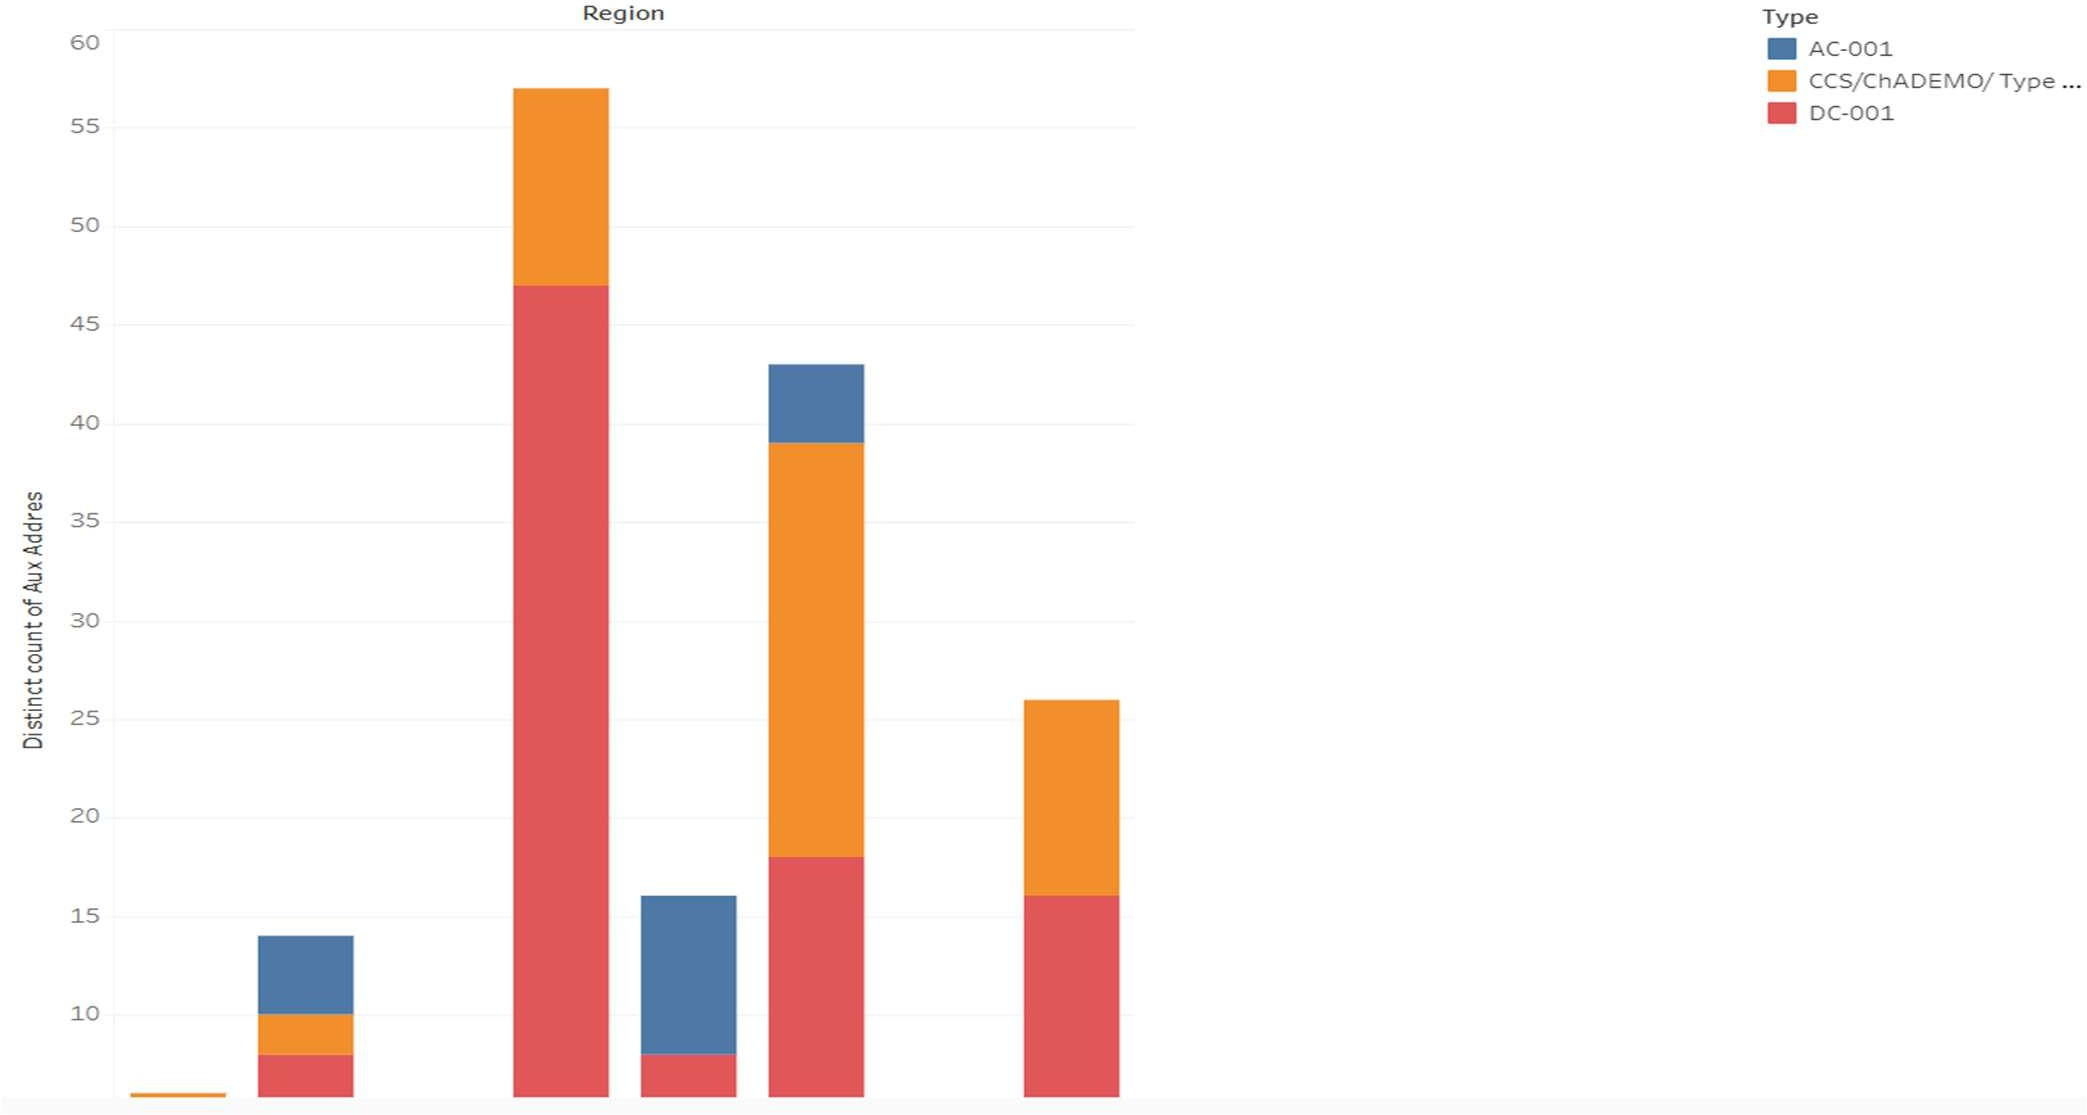 Region
Type
AC-001
CCS/ChADEMO/ Type ...
DC-001
60
55
50
45
40
35
30
25
20
15
10
Distinct count of Aux Addres